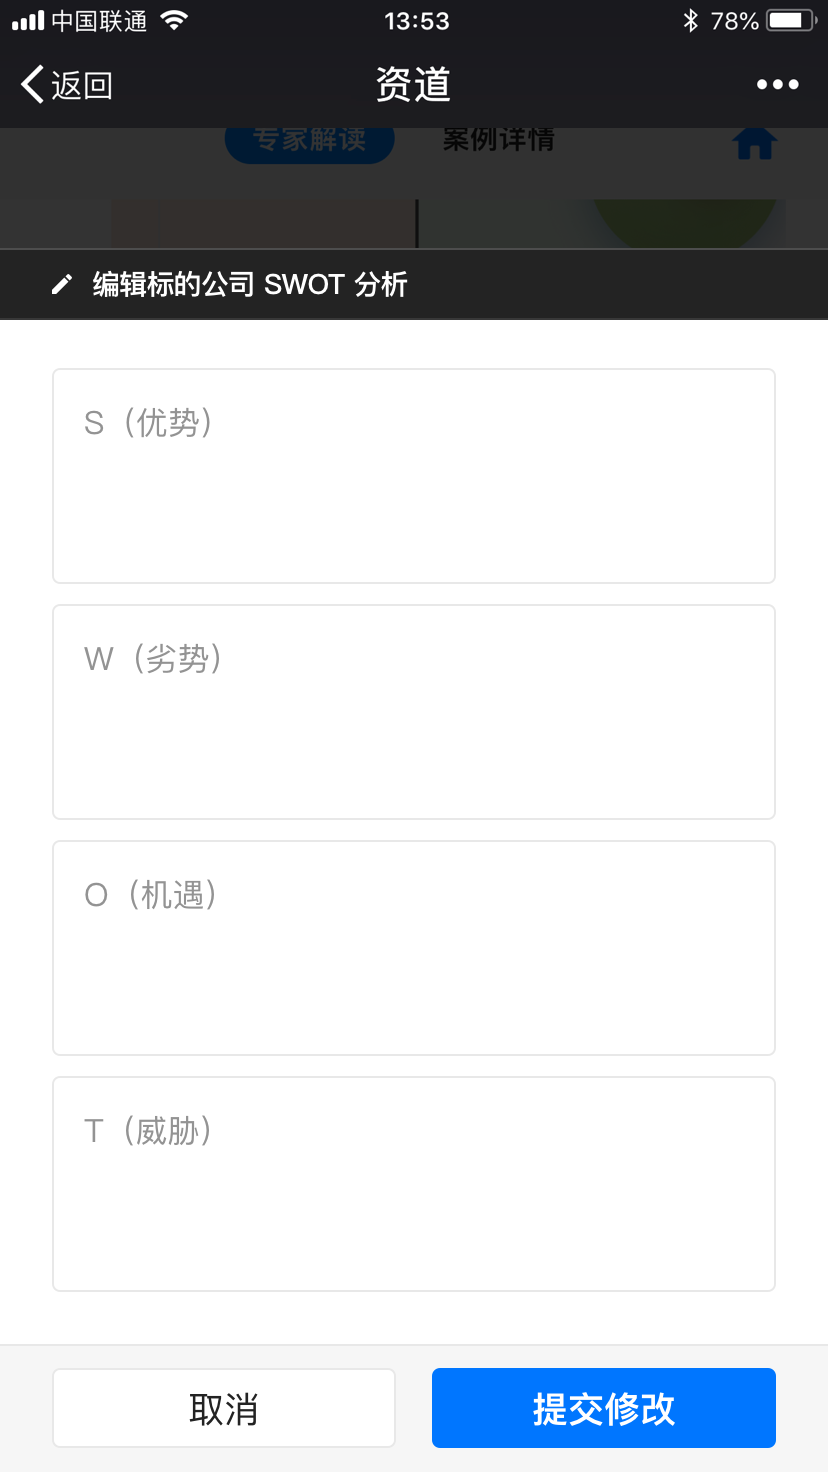 中国联通 13:53 78%
返回 资道
专家解读 案例详情
编辑标的公司 SWOT 分析
S（优势）
W（劣势）
O（机遇）
T（威胁）
取消 提交修改